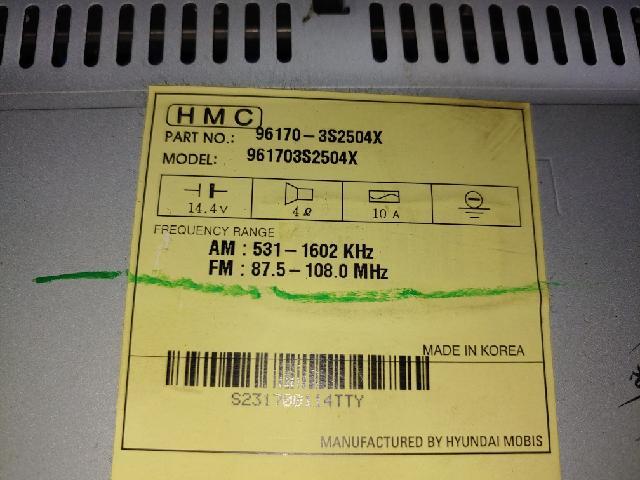 HMC
PART NO.: 96170-3S2504X
MODEL: 961703S2504X
14.4V 4Ω 10 A
FREQUENCY RANGE
AM : 531-1602 KHz
FM : 87.5-108.0 MHz
MADE IN KOREA
MANUFACTURED BY HYUNDAI MOBIS